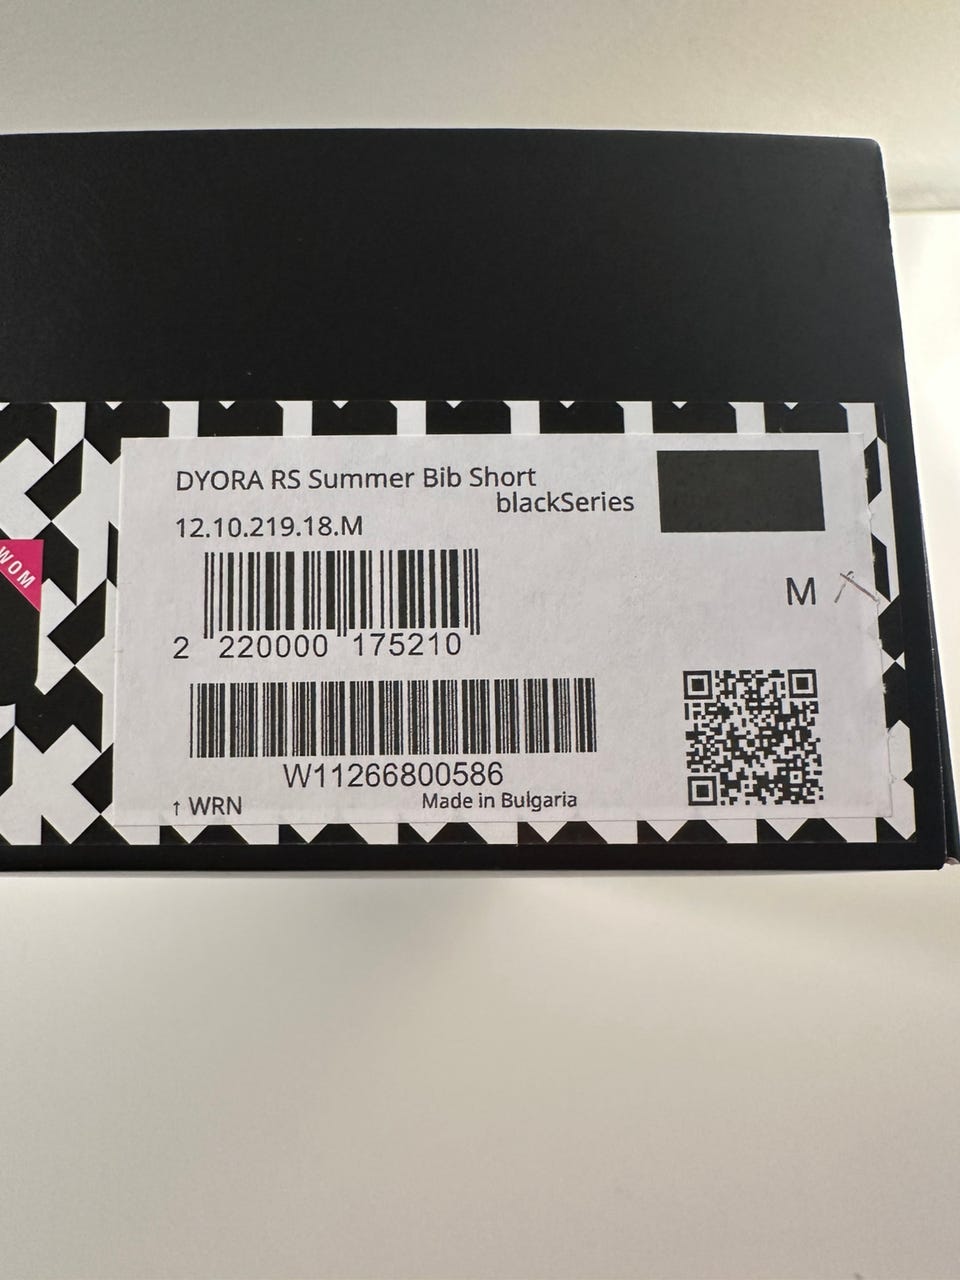 DYORA RS Summer Bib Short
blackSeries
12.10.219.18.M
WOM
M
2 220000 175210
W11266800586
Made in Bulgaria
↑ WRN